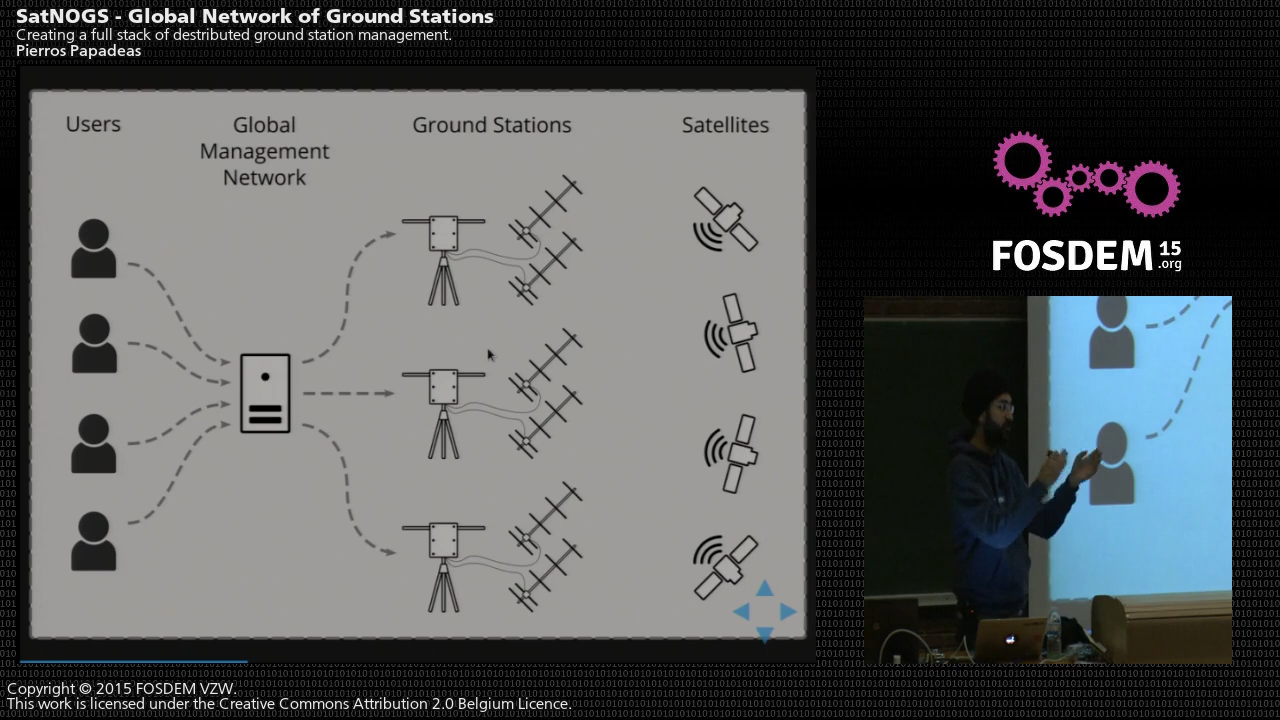 SatNOGS - Global Network of Ground Stations
Creating a full stack of destributed ground station management.
Pierros Papadeas
Users
Global
Management
Network
Ground Stations
Satellites
FOSDEM 15
.org
Copyright © 2015 FOSDEM VZW.
This work is licensed under the Creative Commons Attribution 2.0 Belgium Licence.